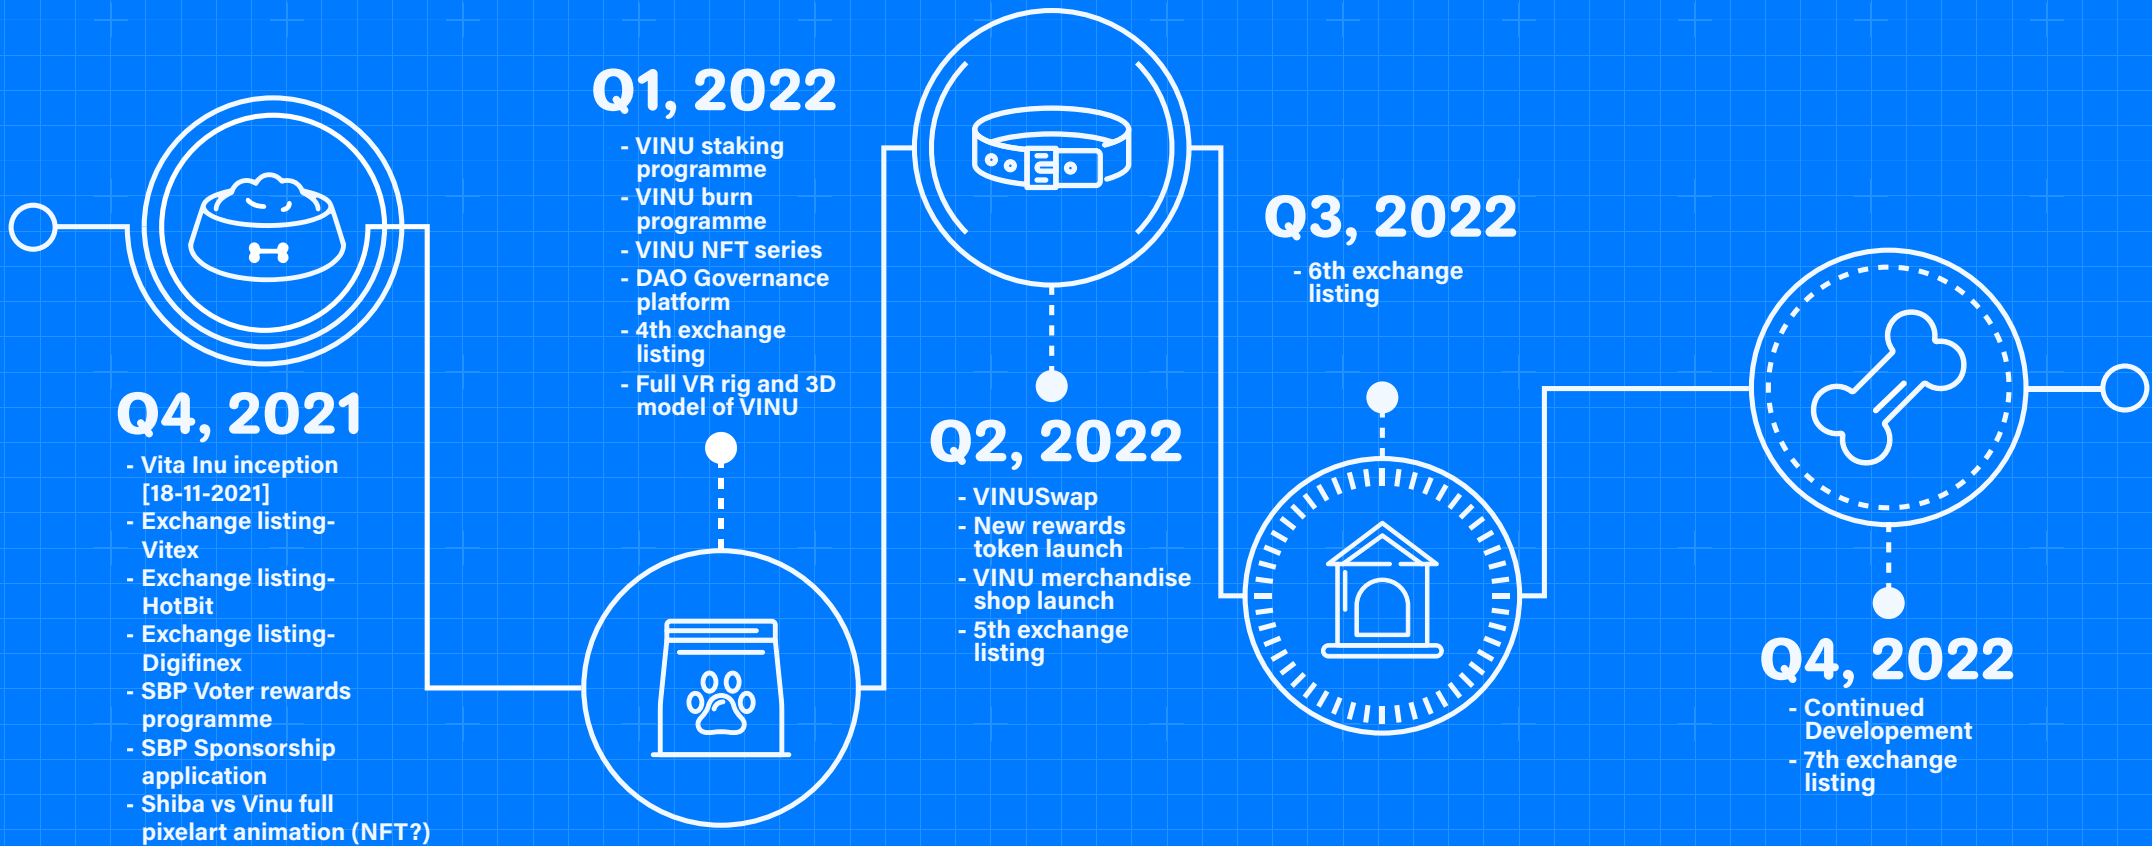 Q4, 2021
- Vita Inu inception
[18-11-2021]
- Exchange listing-
Vitex
- Exchange listing-
HotBit
- Exchange listing-
Digifinex
- SBP Voter rewards
programme
- SBP Sponsorship
application
- Shiba vs Vinu full
pixelart animation (NFT?)
Q1, 2022
- VINU staking
programme
- VINU burn
programme
- VINU NFT series
- DAO Governance
platform
- 4th exchange
listing
- Full VR rig and 3D
model of VINU
Q2, 2022
- VINUSwap
- New rewards
token launch
- VINU merchandise
shop launch
- 5th exchange
listing
Q3, 2022
- 6th exchange
listing
Q4, 2022
- Continued
Developement
- 7th exchange
listing